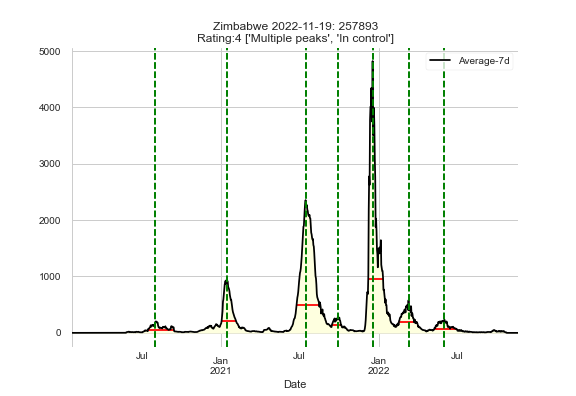 Zimbabwe 2022-11-19: 257893
Rating:4 ['Multiple peaks', 'In control']
Average-7d
5000
4000
3000
2000
1000
0
Jul
Jan
2021
Jul
Jan
2022
Jul
Date